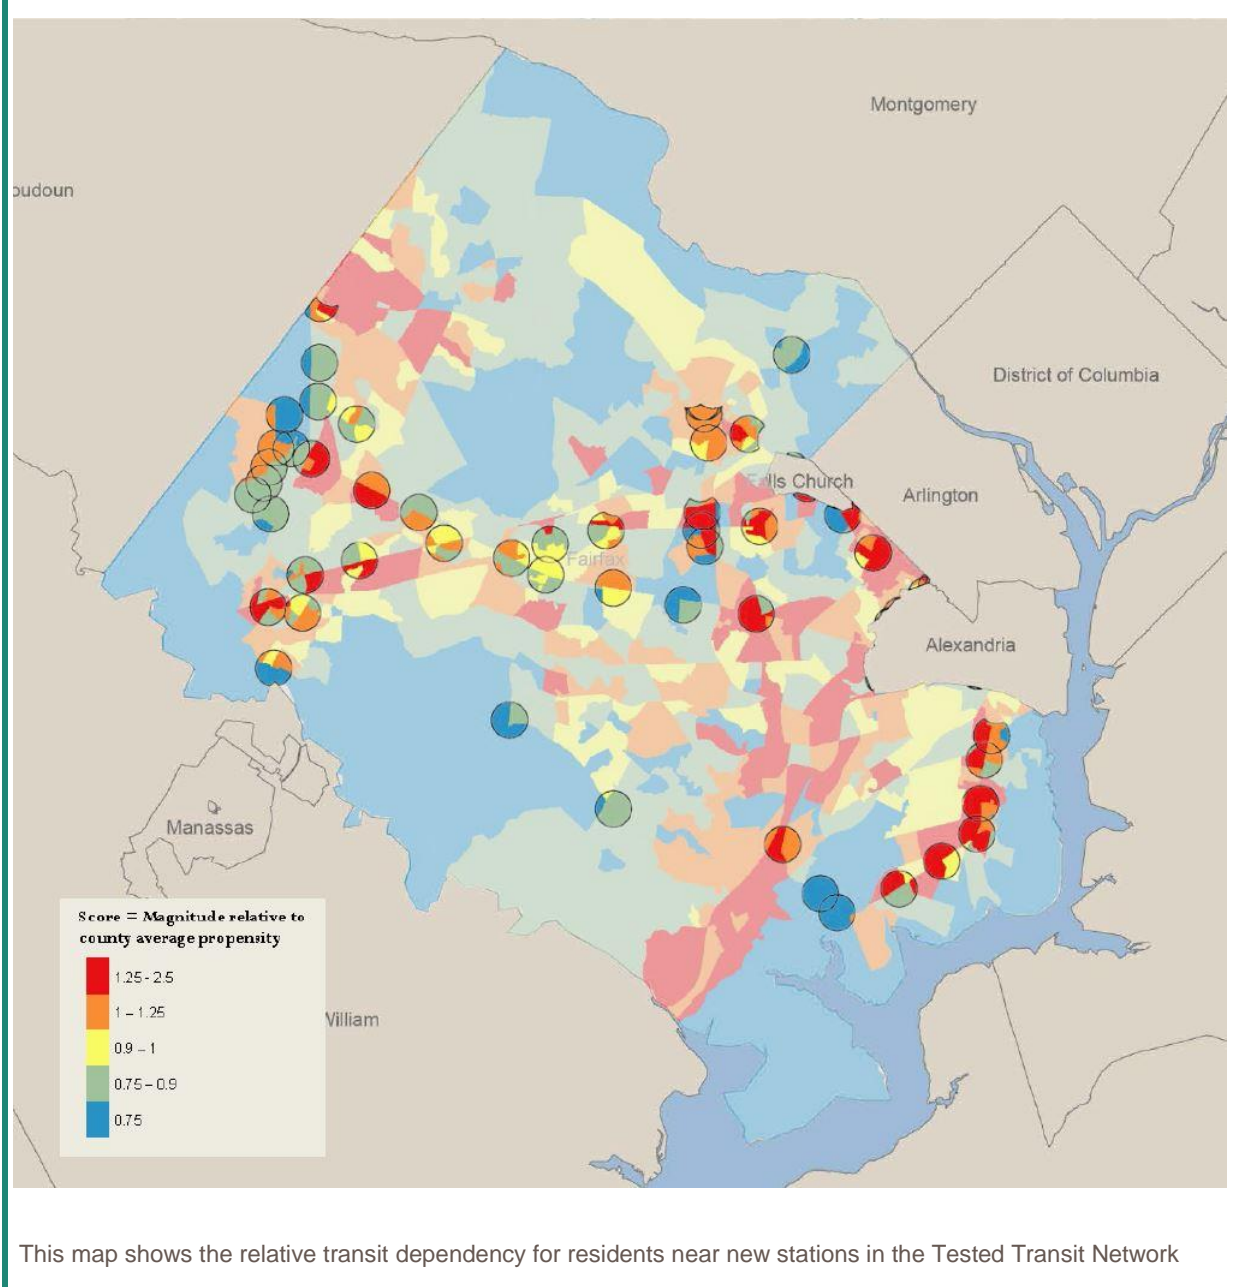 Montgomery
oudoun
District of Columbia
Falls Church
Arlington
Fairfax
Alexandria
Manassas
William
Score = Magnitude relative to
county average propensity
1.25 - 2.5
1 - 1.25
0.9 - 1
0.75 - 0.9
0.75
This map shows the relative transit dependency for residents near new stations in the Tested Transit Network